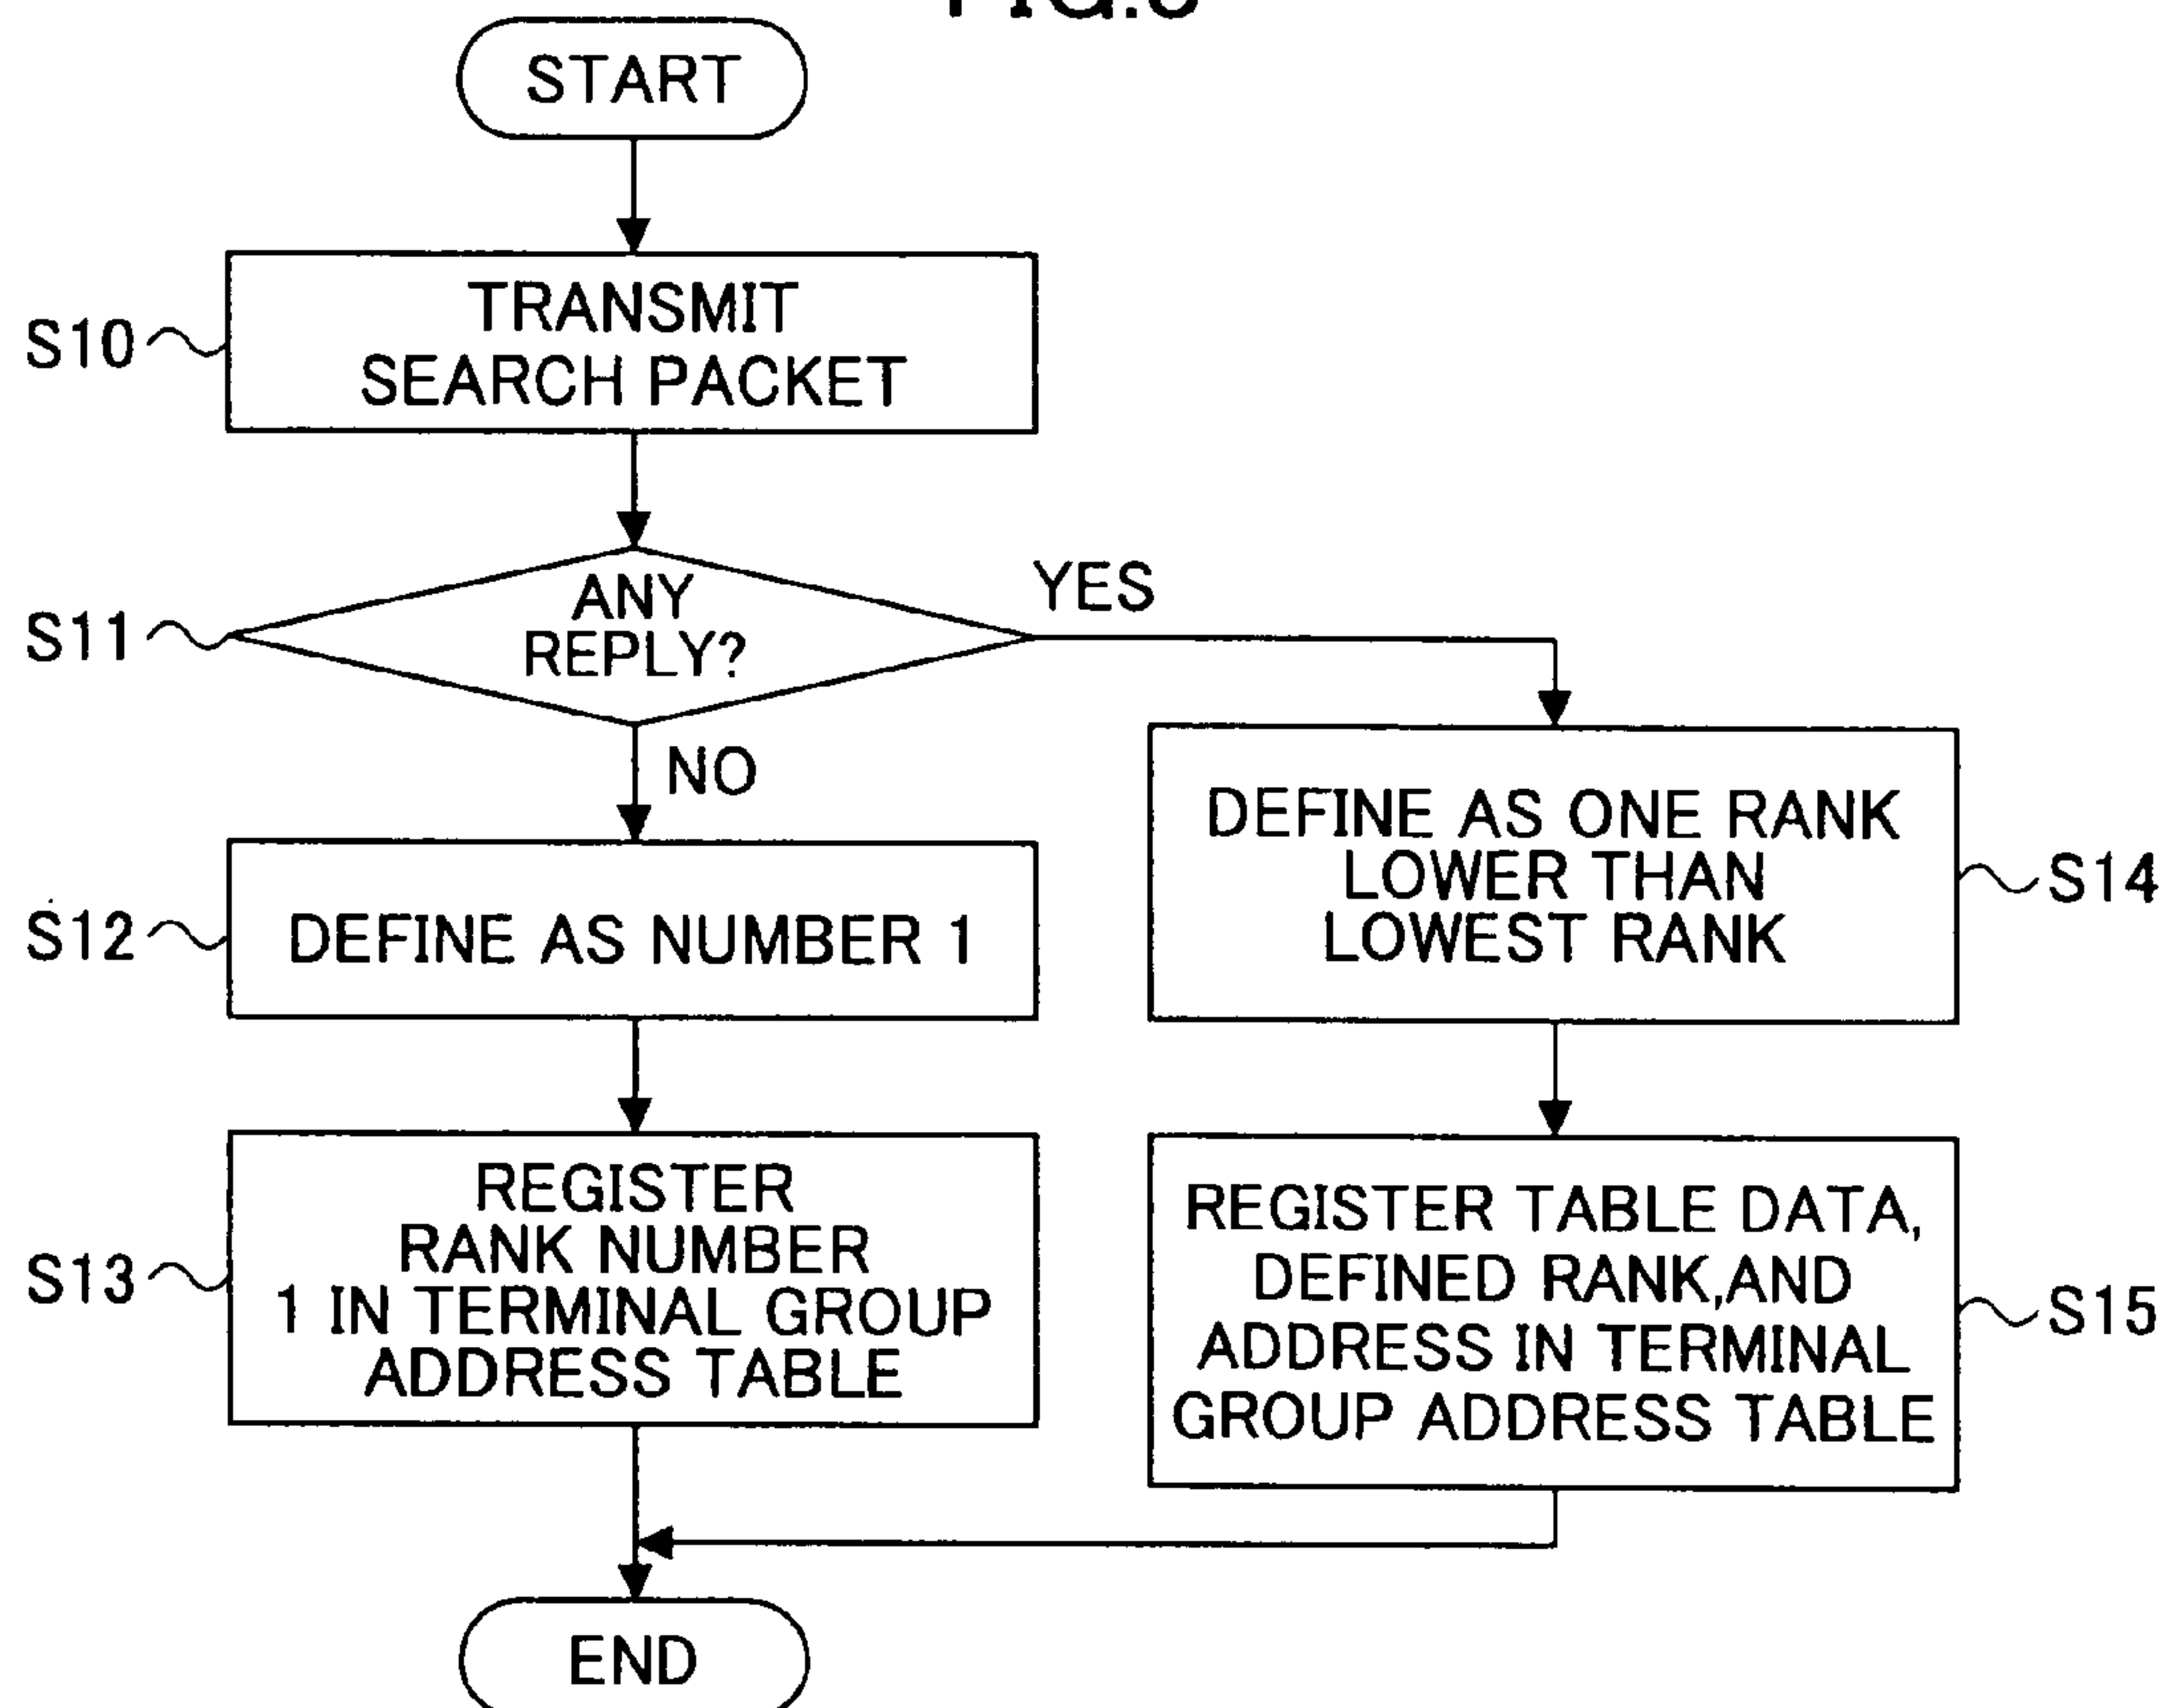 START
S10
TRANSMIT
SEARCH PACKET
S11
ANY
REPLY?
YES
NO
S12
DEFINE AS NUMBER 1
DEFINE AS ONE RANK
LOWER THAN
LOWEST RANK
S14
S13
REGISTER
RANK NUMBER
1 IN TERMINAL GROUP
ADDRESS TABLE
REGISTER TABLE DATA,
DEFINED RANK,AND
ADDRESS IN TERMINAL
GROUP ADDRESS TABLE
S15
END